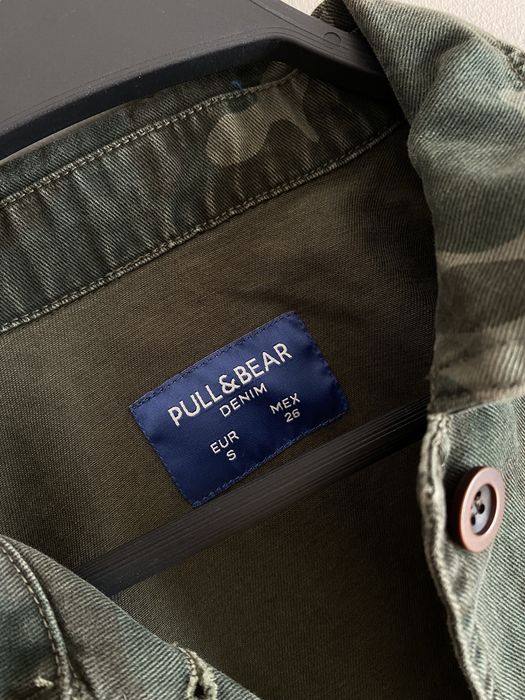 PULL&BEAR
DENIM
EUR MEX
S 26